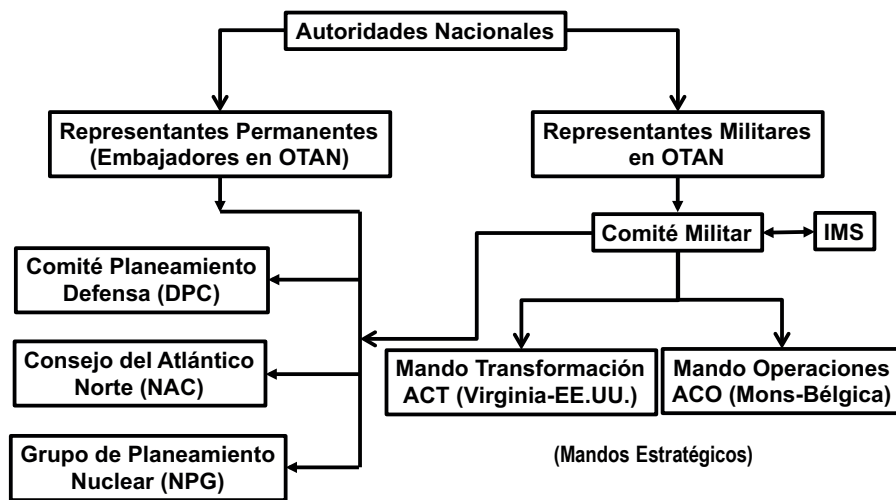 Autoridades Nacionales
Representantes Permanentes
(Embajadores en OTAN)
Representantes Militares
en OTAN
Comité Militar
IMS
Comité Planeamiento
Defensa (DPC)
Consejo del Atlántico
Norte (NAC)
Grupo de Planeamiento
Nuclear (NPG)
Mando Transformación
ACT (Virginia-EE.UU.)
Mando Operaciones
ACO (Mons-Bélgica)
(Mandos Estratégicos)